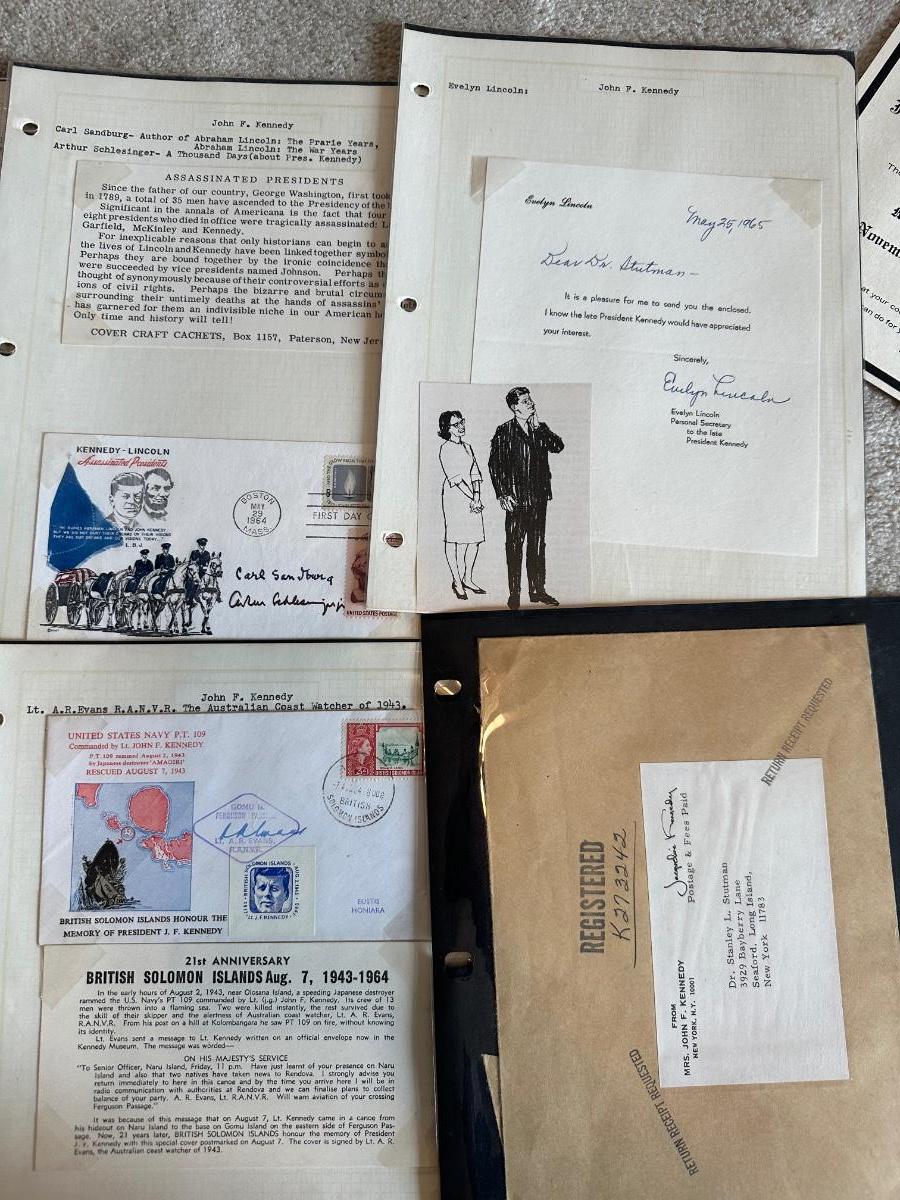 John F. Kennedy
Carl Sandburg- Author of Abraham Lincoln: The Prarie Years,
Abraham Lincoln: The War Years
Arthur Schlesinger- A Thousand Days(about Pres. Kennedy)
ASSASSINATED PRESIDENTS
Since the father of our country, George Washington, first took
in 1789, a total of 35 men have ascended to the Presidency of the
Significant in the annals of Americana is the fact that four
eight presidents who died in office were tragically assassinated:
Garfield, McKinley and Kennedy.
For inexplicable reasons that only historians can begin to
the lives of Lincoln and Kennedy have been linked together
Perhaps they are bound together by the ironic coincidence
were succeeded by vice presidents named Johnson. Perhaps
thought of synonymously because of their controversial efforts as
ions of civil rights. Perhaps the bizarre and brutal
surrounding their untimely deaths at the hands of assassins'
has garnered for them an indivisible niche in our American
Only time and history will tell!
COVER CRAFT CACHETS, Box 1157, Paterson, New
KENNEDY - LINCOLN
Assassinated Presidents
L.B.J.
BOSTON
MAY
29
1964
MASS.
FIRST DAY
Carl Sandburg
Arthur Schlesinger jr
UNITED STATES POSTAGE
Evelyn Lincoln:
John F. Kennedy
Evelyn Lincoln
May 25, 1965
Dear Dr. Stutman —
It is a pleasure for me to send you the enclosed.
I know the late President Kennedy would have appreciated
your interest.
Sincerely,
Evelyn Lincoln
Evelyn Lincoln
Personal Secretary
to the late
President Kennedy
John F. Kennedy
Lt. A.R.Evans R.A.N.V.R. The Australian Coast Watcher of 1943.
UNITED STATES NAVY P.T. 109
Commanded by Lt. JOHN F. KENNEDY
P.T. 109 rammed August 2, 1943
by Japanese destroyer 'AMAGIRI'
RESCUED AUGUST 7, 1943
GOMU Is.
LT. A. R. EVANS,
R.A.N.V.R.
BRITISH
SOLOMON ISLANDS
BRITISH SOLOMON ISLANDS
Lt J.F. KENNEDY
EUSTIS
HONIARA
BRITISH SOLOMON ISLANDS HONOUR THE
MEMORY OF PRESIDENT J. F. KENNEDY
21st ANNIVERSARY
BRITISH SOLOMON ISLANDS Aug. 7, 1943-1964
In the early hours of August 2, 1943, near Olosana Island, a speeding Japanese destroyer
rammed the U.S. Navy's PT 109 commanded by Lt. (j.g.) John F. Kennedy. Its crew of 13
men were thrown into a flaming sea. Two were killed instantly, the rest survived due to
the skill of their skipper and the alertness of Australian coast watcher, Lt. A. R. Evans,
R.A.N.V.R. From his post on a hill at Kolombangara he saw PT 109 on fire, without knowing
its identity.
Lt. Evans sent a message to Lt. Kennedy written on an official envelope now in the
Kennedy Museum. The message was worded—
ON HIS MAJESTY'S SERVICE
"To Senior Officer, Naru Island, Friday, 11 p.m. Have just learnt of your presence on Naru
Island and also that two natives have taken news to Rendova. I strongly advise you
return immediately to here in this canoe and by the time you arrive here I will be in
radio communication with authorities at Rendova and we can finalise plans to collect
balance of your party. A. R. Evans, Lt. R.A.N.V.R. Will warn aviation of your crossing
Ferguson Passage."
It was because of this message that on August 7, Lt. Kennedy came in a canoe from
his hideout on Naru Island to the base on Gomu Island on the eastern side of Ferguson Pas-
sage. Now, 21 years later, BRITISH SOLOMON ISLANDS honour the memory of President
J. F. Kennedy with this special cover postmarked on August 7. The cover is signed by Lt. A. R.
Evans, the Australian coast watcher of 1943.
RETURN RECEIPT REQUESTED
REGISTERED
K273242
FROM
MRS. JOHN F. KENNEDY
NEW YORK, N.Y. 10001
Jacqueline Kennedy
Postage & Fees Paid
Dr. Stanley L. Stutman
3929 Bayberry Lane
Seaford, Long Island,
New York 11783
RETURN RECEIPT REQUESTED